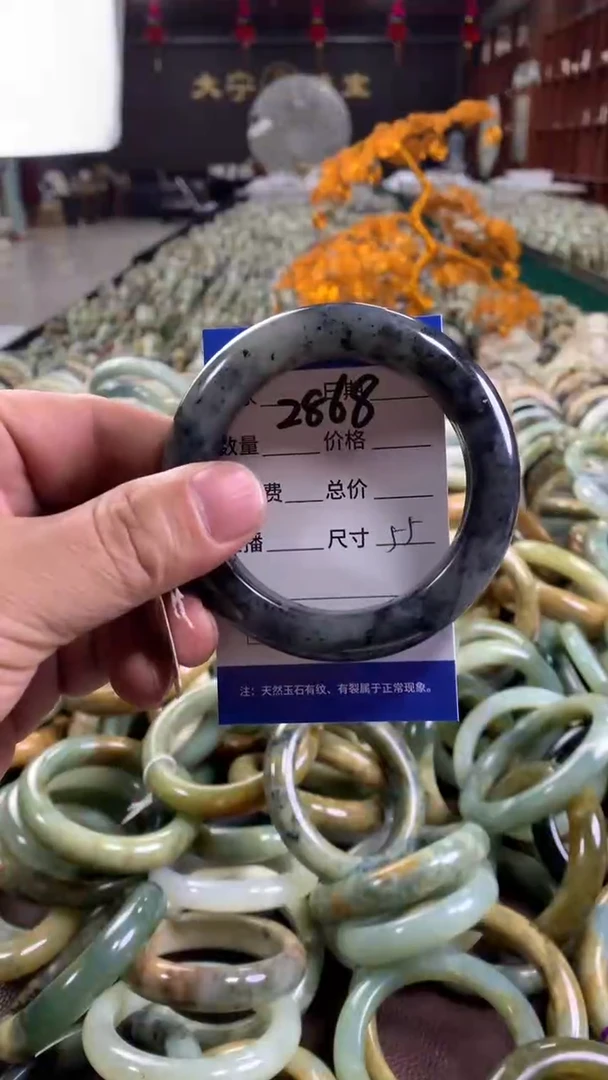 大宁
日期
2868
数量 价格
费 总价
播 尺寸 55
注：天然玉石有纹、有裂属于正常现象。